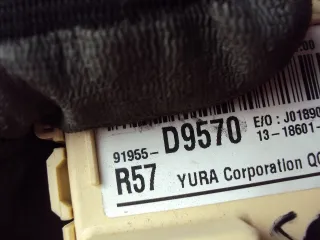 91955- D9570 E/O : J01890
13-18601-
R57 YURA Corporation QC